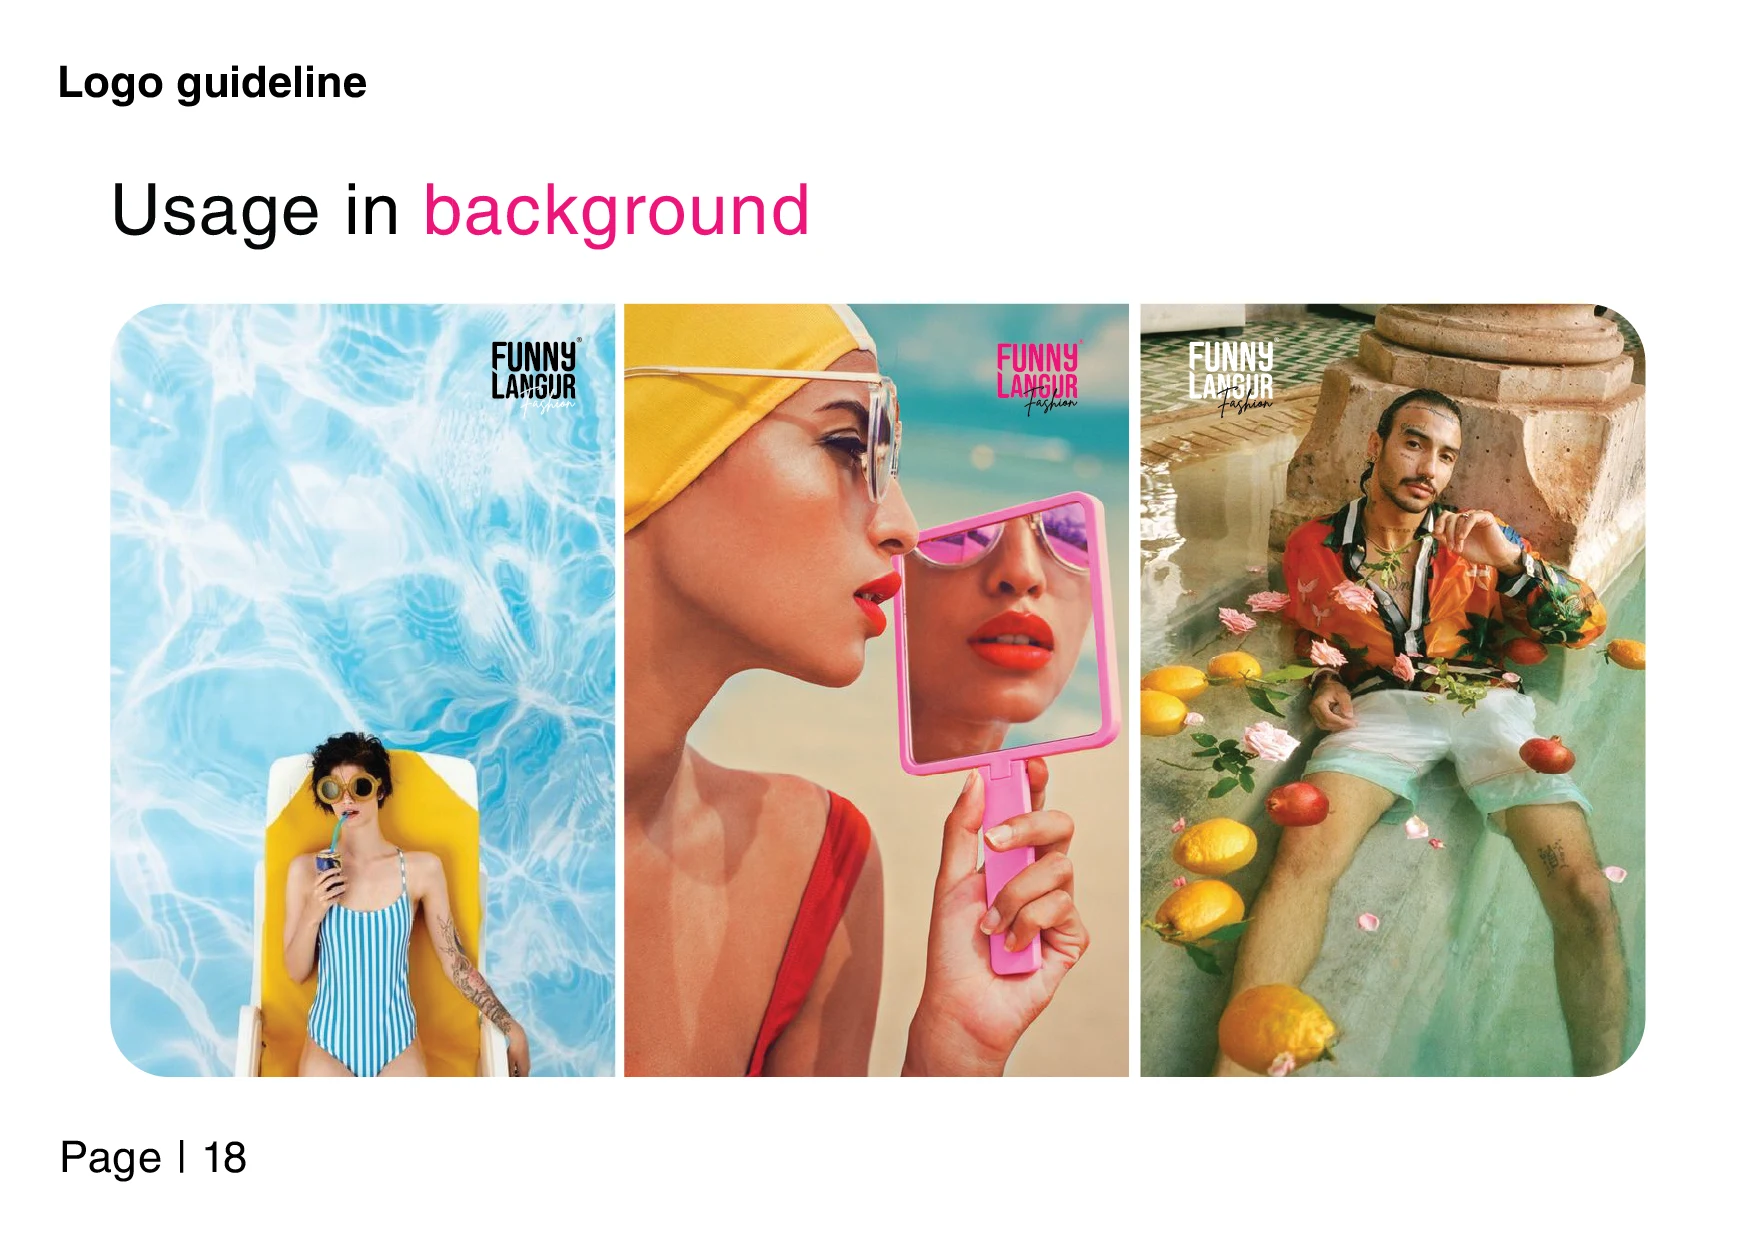 Logo guideline
Usage in background
FUNNY®
LANGUR
Fashion
FUNNY
LANGUR
Fashion
FUNNY
LANGUR
Fashion
Page | 18